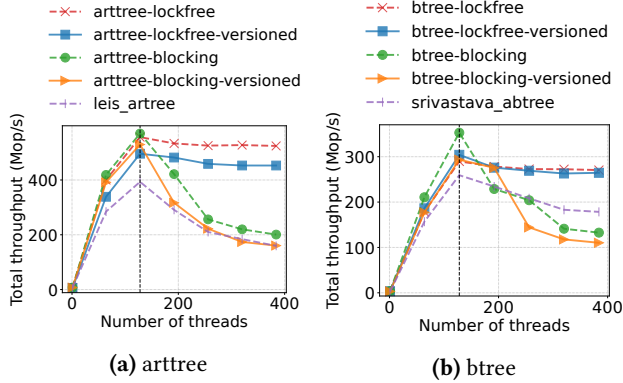 arttree-lockfree
arttree-lockfree-versioned
arttree-blocking
arttree-blocking-versioned
leis_artree
Total throughput (Mop/s)
400
200
0
0 200 400
Number of threads
(a) arttree
btree-lockfree
btree-lockfree-versioned
btree-blocking
btree-blocking-versioned
srivastava_abtree
Total throughput (Mop/s)
300
200
100
0
0 200 400
Number of threads
(b) btree